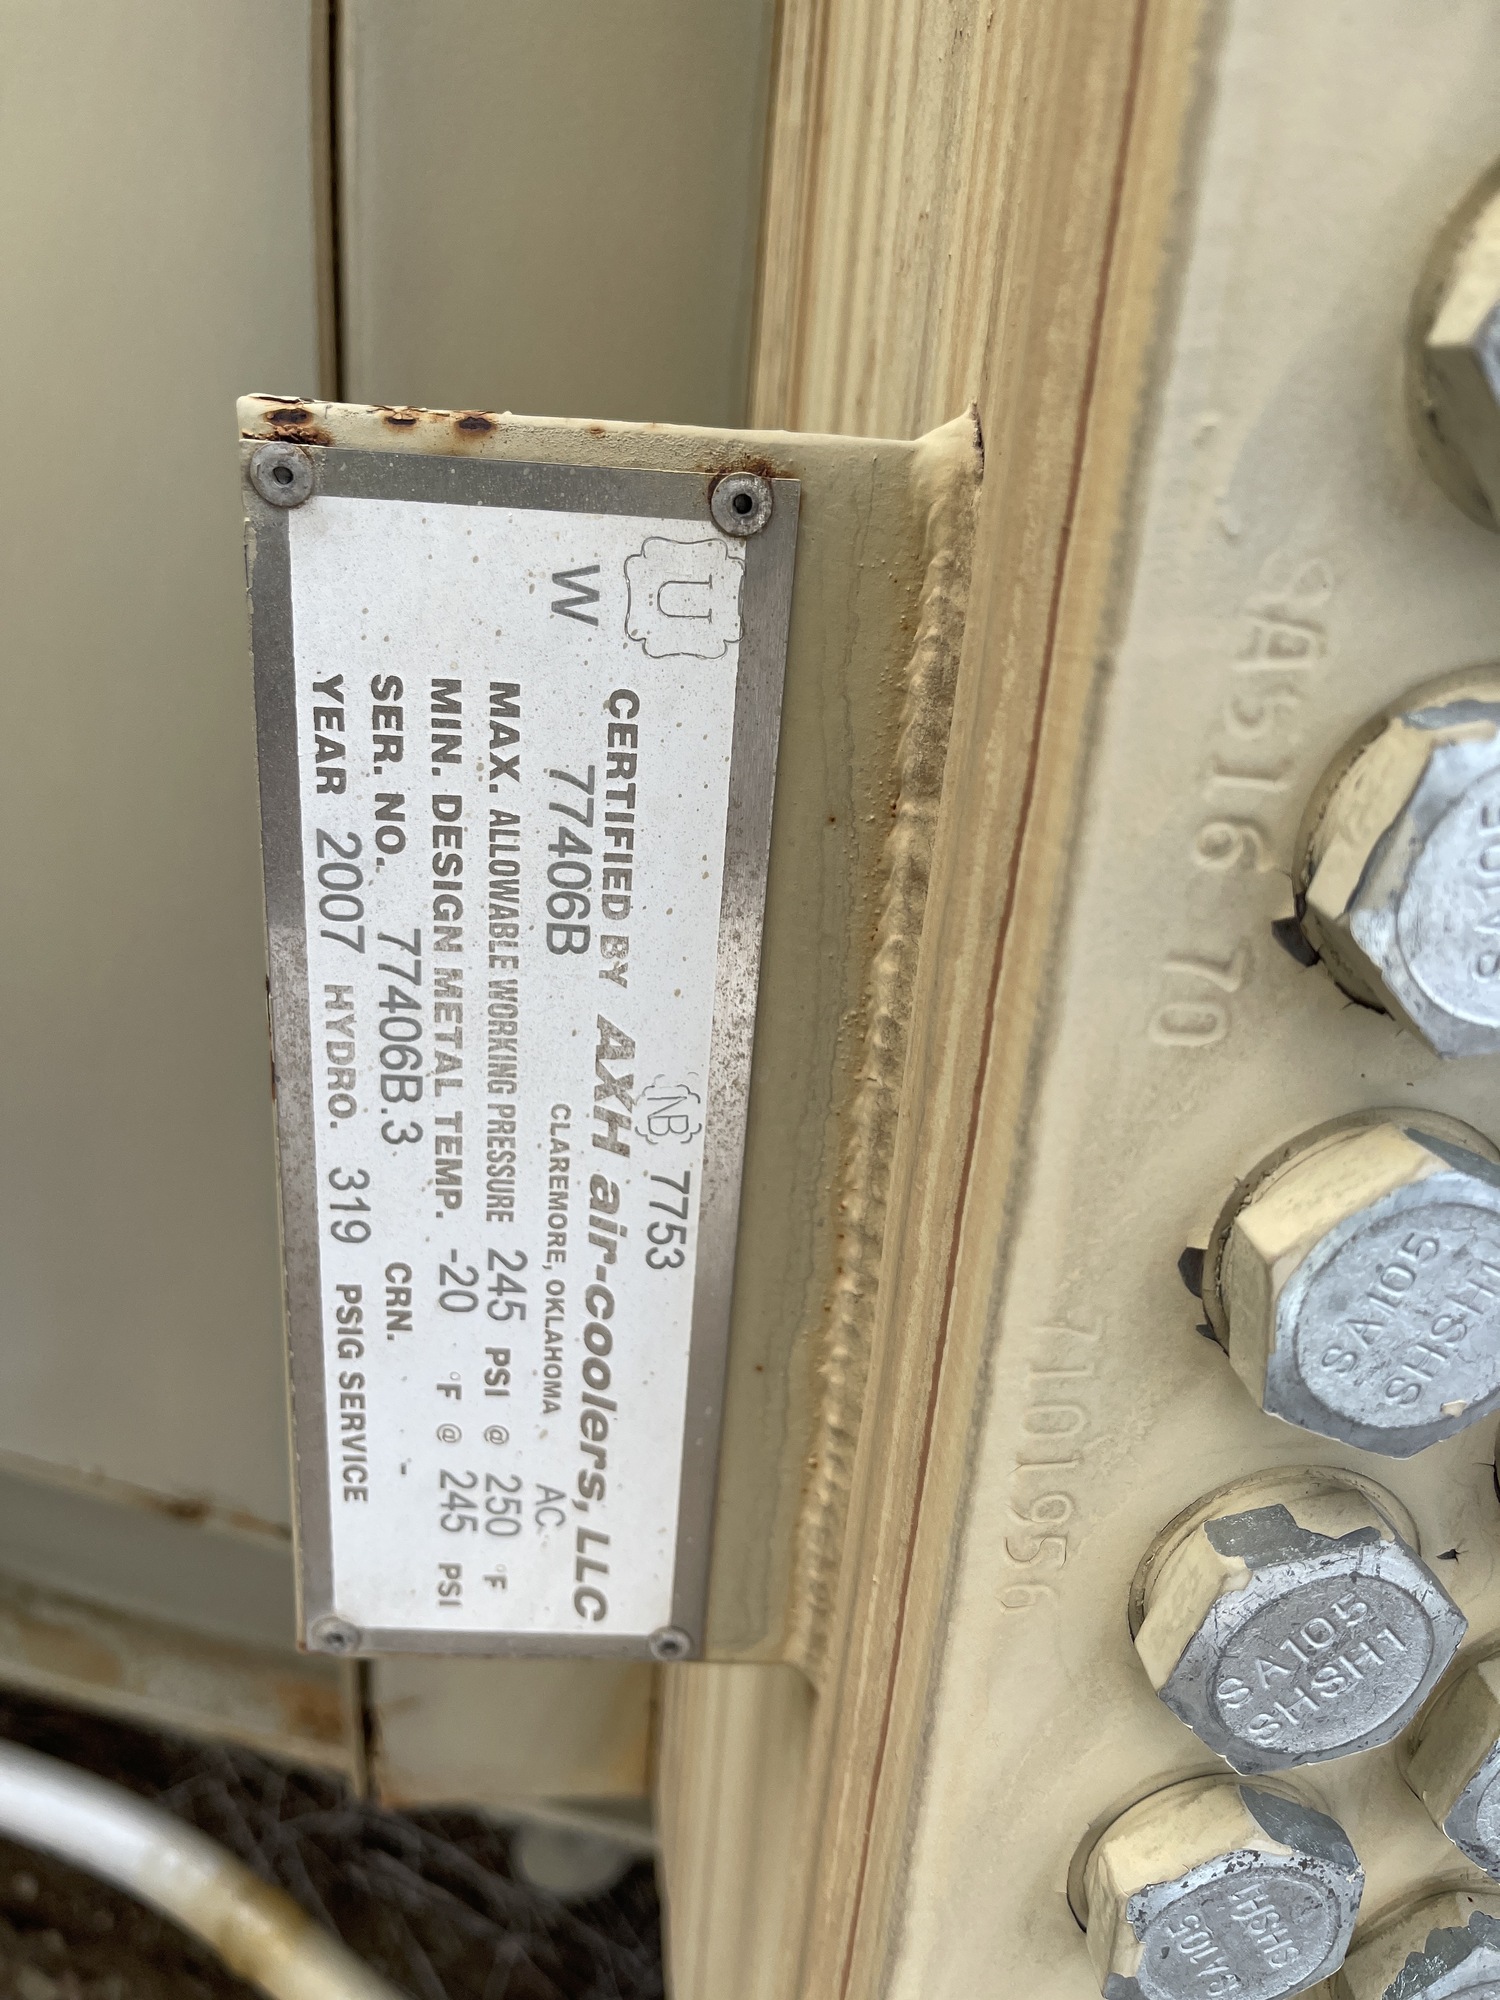 U
W
NB 7753
CERTIFIED BY AXH air-coolers, LLC
77406B CLAREMORE, OKLAHOMA AC
MAX. ALLOWABLE WORKING PRESSURE 245 PSI @ 250 °F
MIN. DESIGN METAL TEMP. -20 °F @ 245 PSI
SER. NO. 77406B.3 CRN. -
YEAR 2007 HYDRO. 319 PSIG SERVICE
SA516 70
7101956
SA105
SHSH
SA105
SHSH1
SA105
SHSH